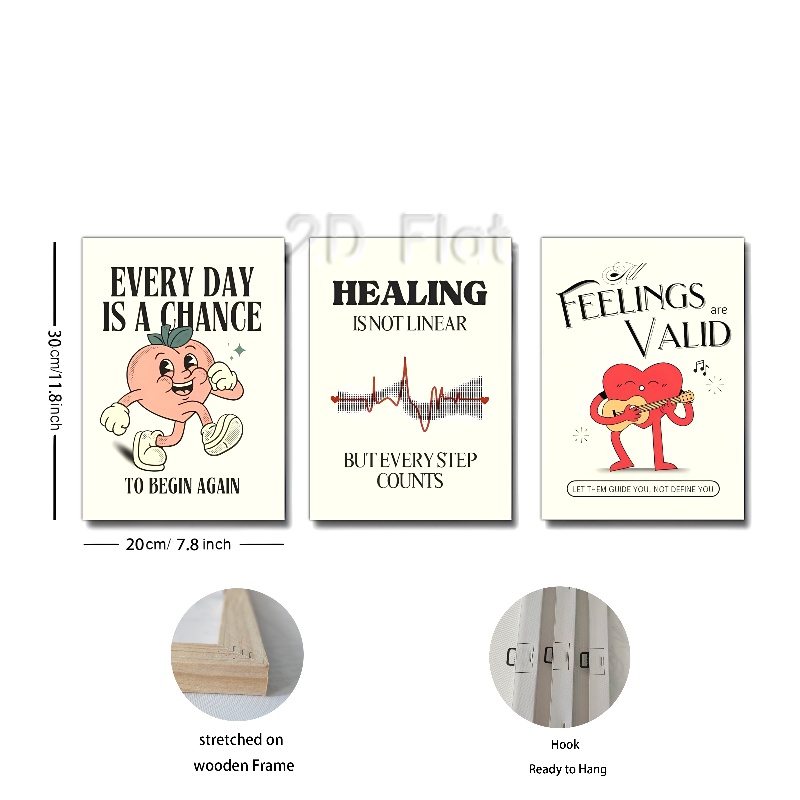 2D Flat
EVERY DAY
IS A CHANCE
TO BEGIN AGAIN
HEALING
IS NOT LINEAR
BUT EVERY STEP
COUNTS
All
FEELINGS are
VALID
LET THEM GUIDE YOU, NOT DEFINE YOU
30cm/11.8inch
20cm/ 7.8 inch
stretched on
wooden Frame
Hook
Ready to Hang